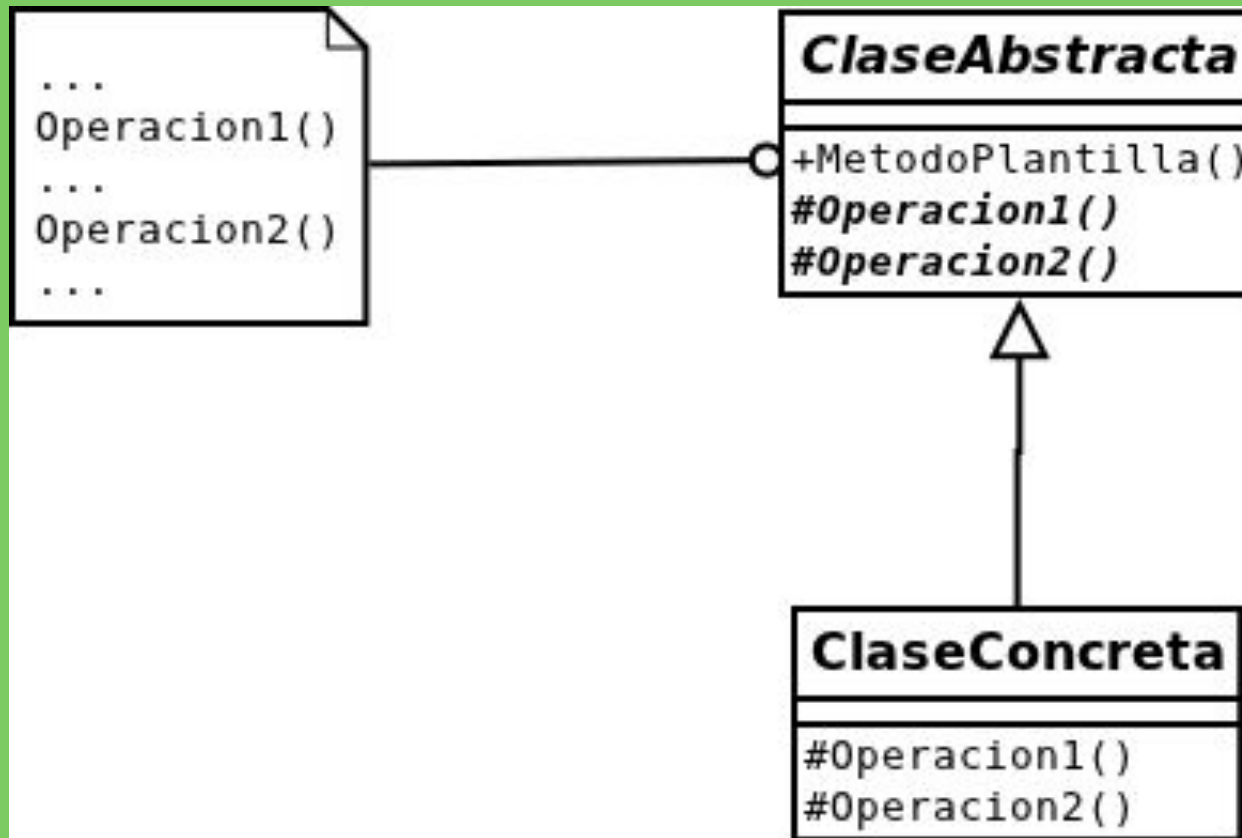 ...
Operacion1()
...
Operacion2()
...
ClaseAbstracta
+MetodoPlantilla()
#Operacion1()
#Operacion2()
ClaseConcreta
#Operacion1()
#Operacion2()